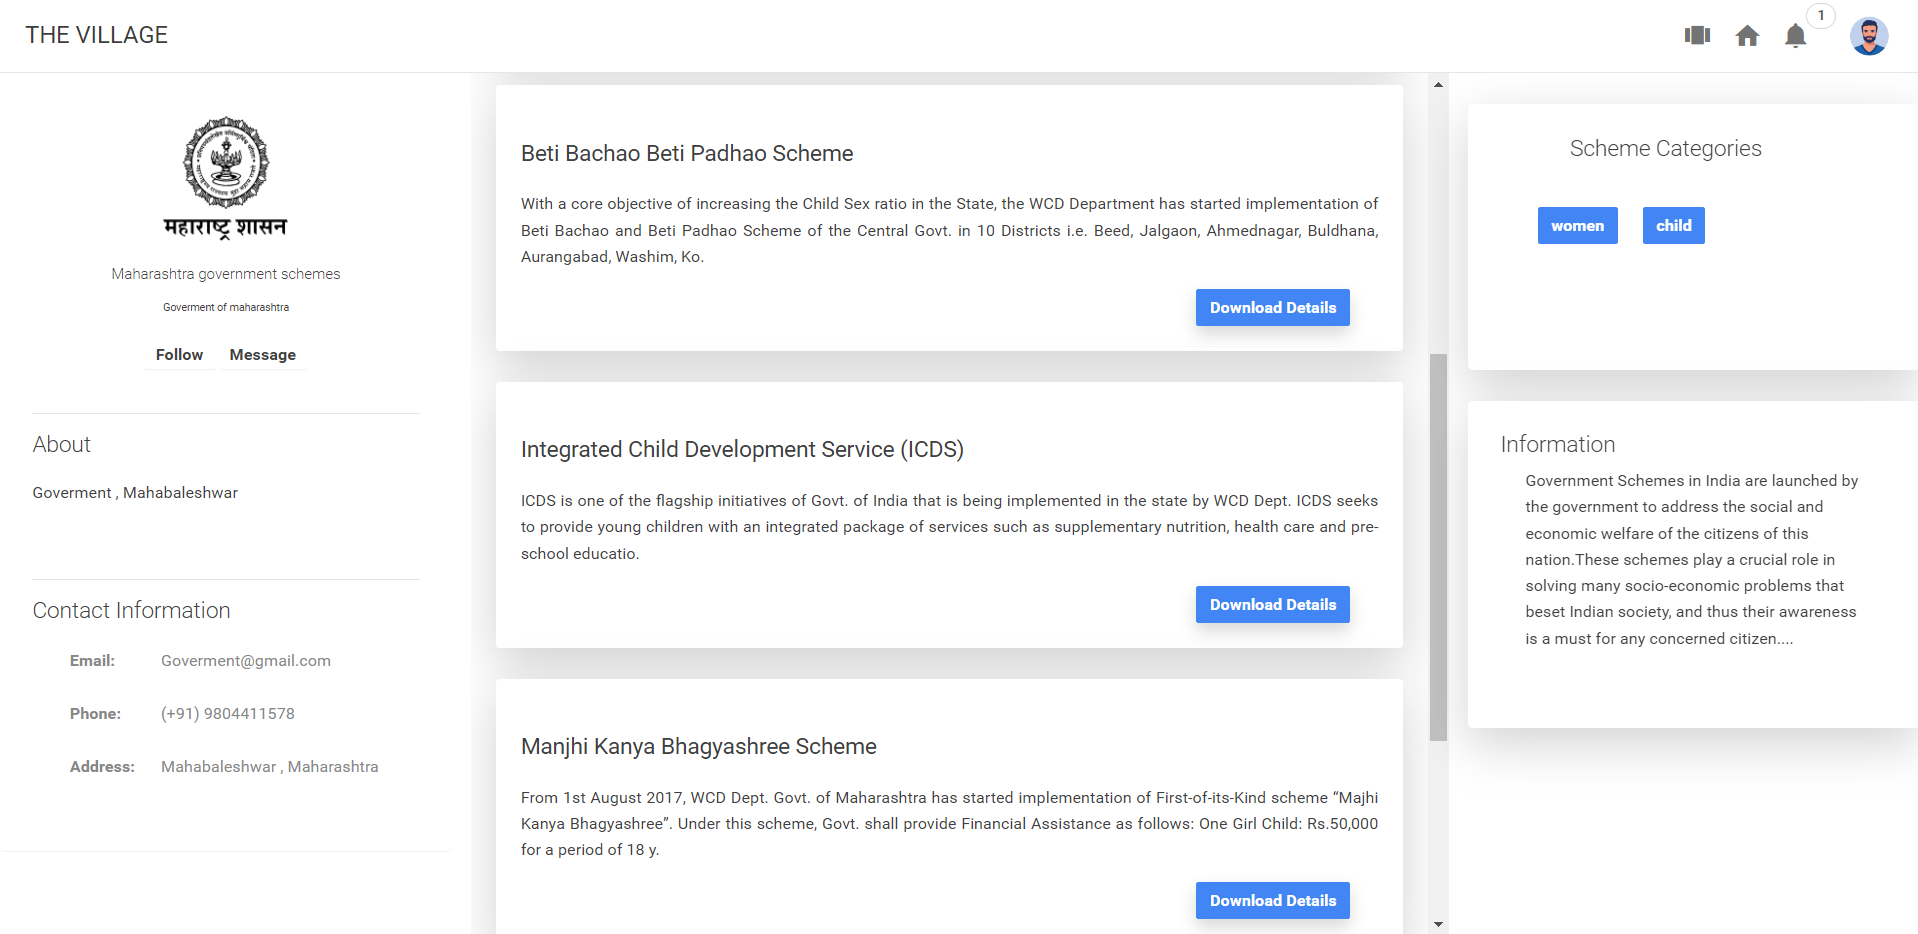 THE VILLAGE
1
महाराष्ट्र शासन
Maharashtra government schemes
Goverment of maharashtra
Follow Message
About
Goverment , Mahabaleshwar
Contact Information
Email: Goverment@gmail.com
Phone: (+91) 9804411578
Address: Mahabaleshwar , Maharashtra
Beti Bachao Beti Padhao Scheme
With a core objective of increasing the Child Sex ratio in the State, the WCD Department has started implementation of
Beti Bachao and Beti Padhao Scheme of the Central Govt. in 10 Districts i.e. Beed, Jalgaon, Ahmednagar, Buldhana,
Aurangabad, Washim, Ko.
Download Details
Integrated Child Development Service (ICDS)
ICDS is one of the flagship initiatives of Govt. of India that is being implemented in the state by WCD Dept. ICDS seeks
to provide young children with an integrated package of services such as supplementary nutrition, health care and pre-
school educatio.
Download Details
Manjhi Kanya Bhagyashree Scheme
From 1st August 2017, WCD Dept. Govt. of Maharashtra has started implementation of First-of-its-Kind scheme “Majhi
Kanya Bhagyashree”. Under this scheme, Govt. shall provide Financial Assistance as follows: One Girl Child: Rs.50,000
for a period of 18 y.
Download Details
Scheme Categories
women child
Information
Government Schemes in India are launched by
the government to address the social and
economic welfare of the citizens of this
nation.These schemes play a crucial role in
solving many socio-economic problems that
beset Indian society, and thus their awareness
is a must for any concerned citizen....